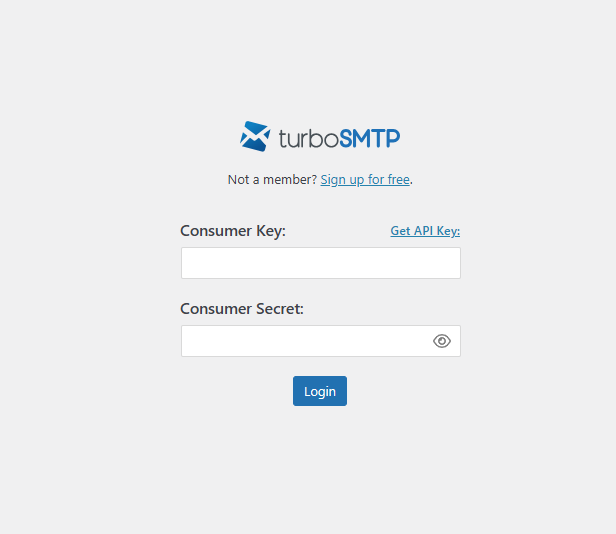 turboSMTP
Not a member? Sign up for free.
Consumer Key: Get API Key:
Consumer Secret:
Login